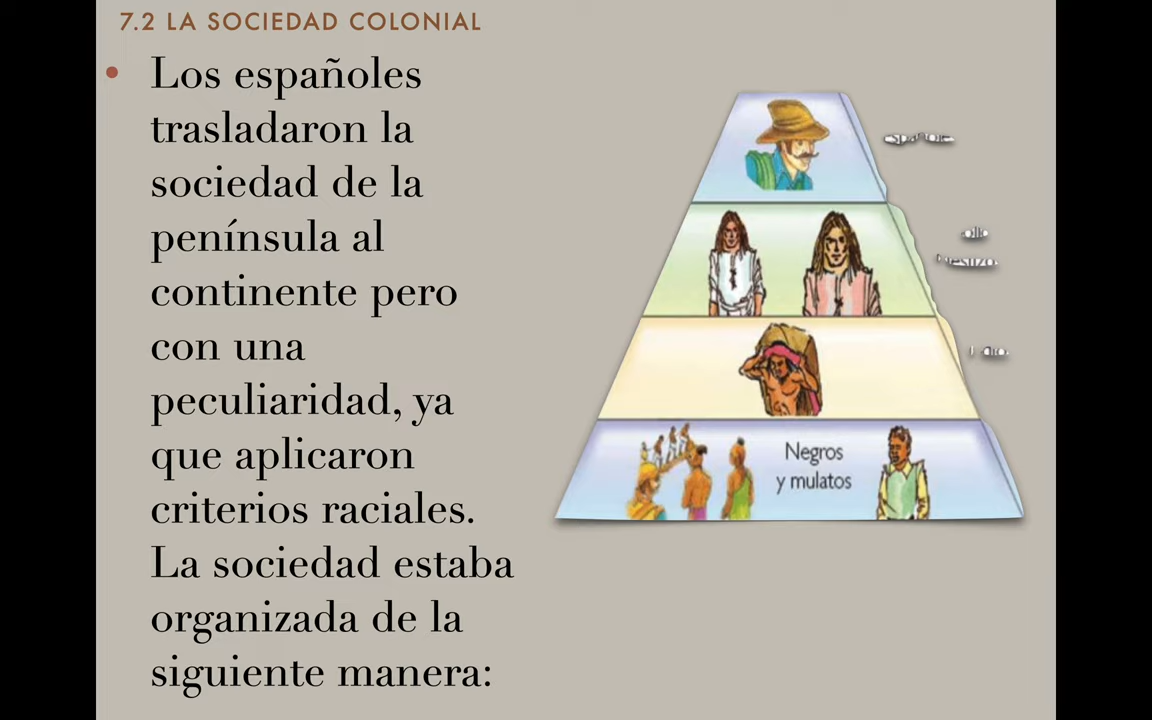 7.2 LA SOCIEDAD COLONIAL
• Los españoles
trasladaron la
sociedad de la
península al
continente pero
con una
peculiaridad, ya
que aplicaron
criterios raciales.
La sociedad estaba
organizada de la
siguiente manera:
Negros
y mulatos